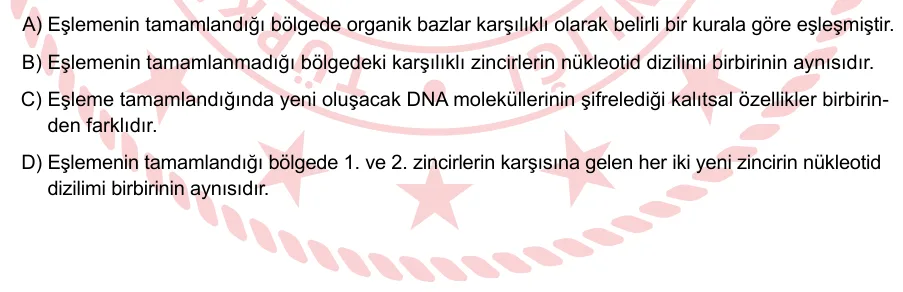 A) Eşlemenin tamamlandığı bölgede organik bazlar karşılıklı olarak belirli bir kurala göre eşleşmiştir.
B) Eşlemenin tamamlanmadığı bölgedeki karşılıklı zincirlerin nükleotid dizilimi birbirinin aynısıdır.
C) Eşleme tamamlandığında yeni oluşacak DNA moleküllerinin şifrelediği kalıtsal özellikler birbirin-
den farklıdır.
D) Eşlemenin tamamlandığı bölgede 1. ve 2. zincirlerin karşısına gelen her iki yeni zincirin nükleotid
dizilimi birbirinin aynısıdır.